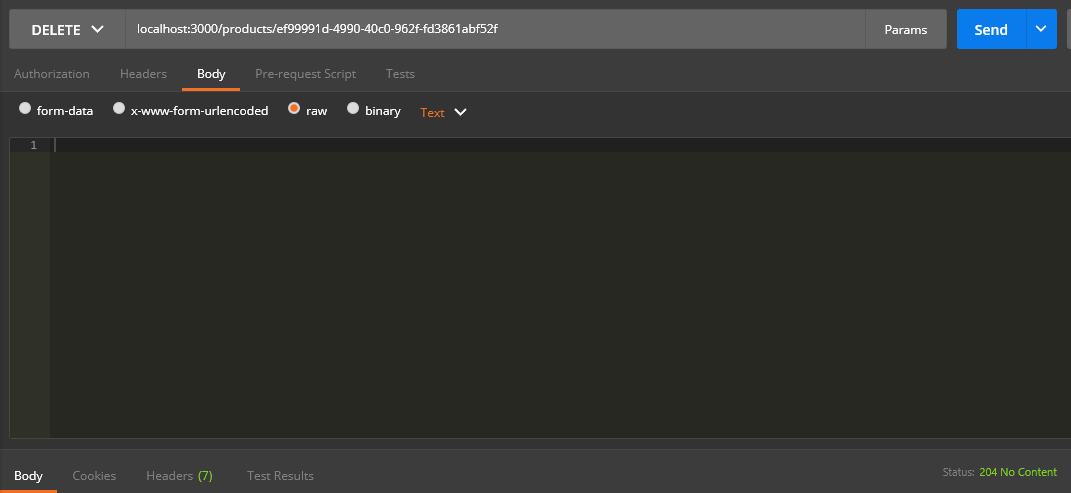 DELETE localhost:3000/products/ef99991d-4990-40c0-962f-fd3861abf52f Params Send
Authorization Headers Body Pre-request Script Tests
form-data x-www-form-urlencoded raw binary Text
1
Body Cookies Headers (7) Test Results Status: 204 No Content